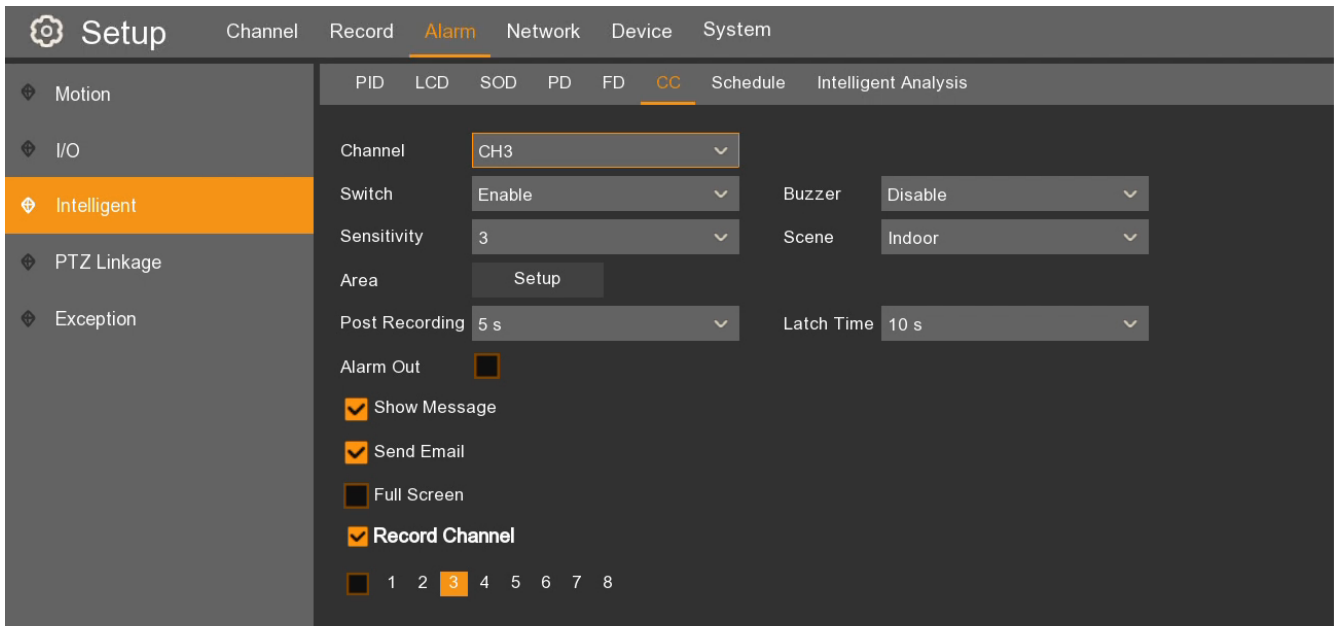 Setup Channel Record Alarm Network Device System
PID LCD SOD PD FD CC Schedule Intelligent Analysis
Motion
I/O
Intelligent
PTZ Linkage
Exception
Channel CH3
Switch Enable Buzzer Disable
Sensitivity 3 Scene Indoor
Area Setup
Post Recording 5 s Latch Time 10 s
Alarm Out
Show Message
Send Email
Full Screen
Record Channel
1 2 3 4 5 6 7 8